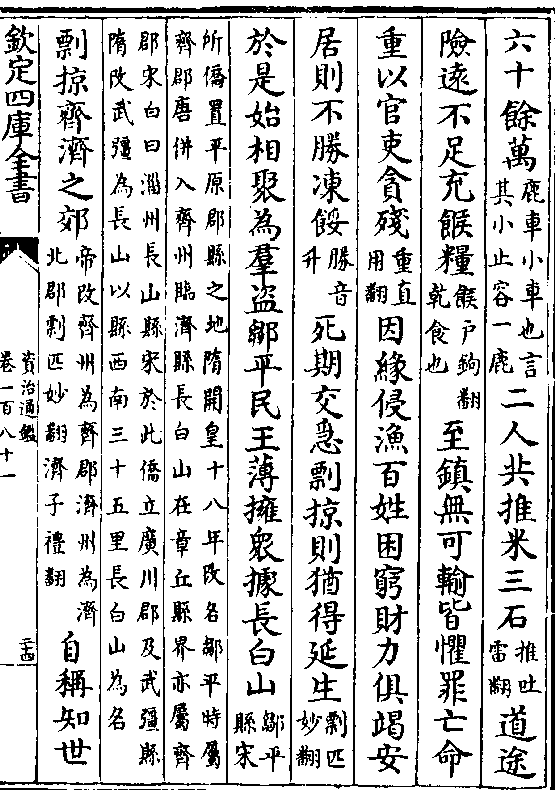 六十餘萬鹿車小車也言其小止容一鹿二人共推米三石推吐雷翻道途
險遠不足充餱糧餱户鉤翻乾食也至鎮無可輸皆懼罪亡命
重以官吏貪殘重直用翻因緣侵漁百姓困窮財力俱竭安
居則不勝凍餒勝音升死期交急剽掠則猶得延生剽匹妙翻
於是始相聚為羣盜鄒平民王薄擁衆據長白山鄒平縣宋
所僑置平原郡縣之地隋開皇十八年改名鄒平時屬
齊郡唐併入齊州臨濟縣長白山在章丘縣界亦屬齊
郡宋白曰淄州長山縣宋於此僑立廣川郡及武彊縣
隋改武彊為長山以縣西南三十五里長白山為名
剽掠齊濟之郊帝改齊州為齊郡濟州為濟北郡剽匹妙翻濟子禮翻自稱知世
欽定四庫全書
資治通鑑
卷一百八十一
二十四